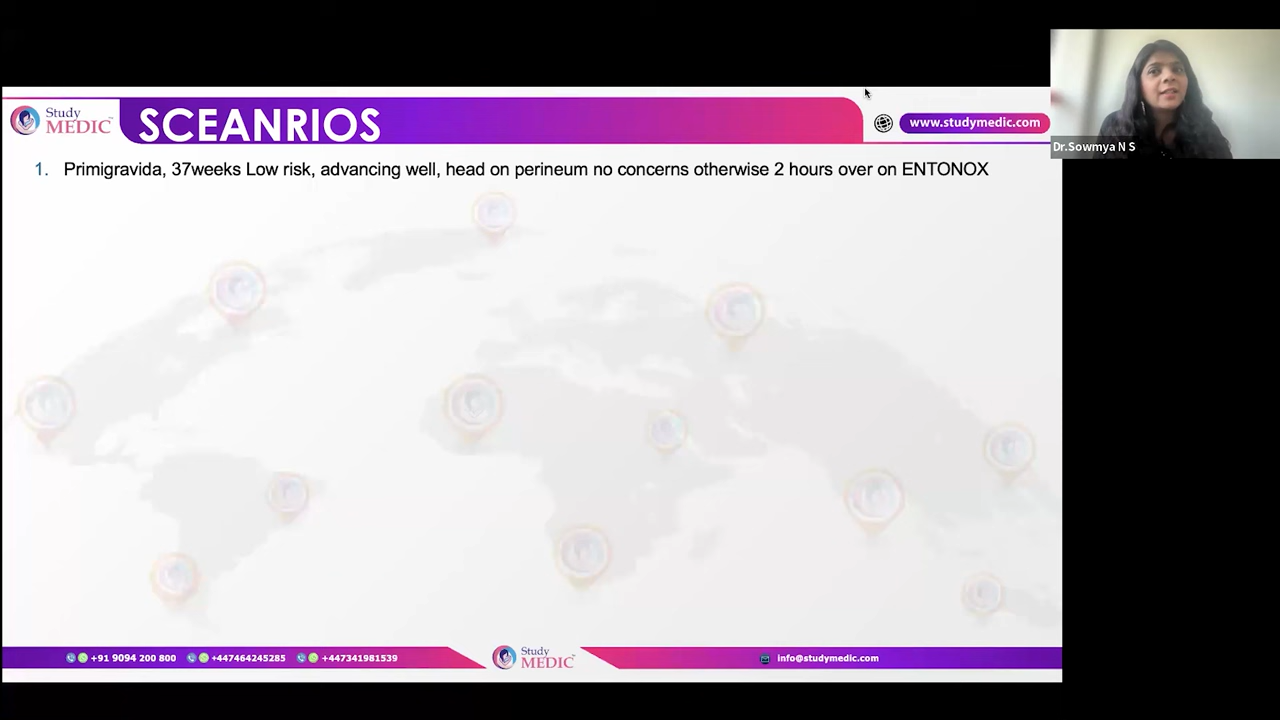 Study
MEDIC
SCEANRIOS
www.studymedic.com
Dr.Sowmya N S
1. Primigravida, 37weeks Low risk, advancing well, head on perineum no concerns otherwise 2 hours over on ENTONOX
+91 9094 200 800 +447464245285 +447341981539
Study
MEDIC
info@studymedic.com